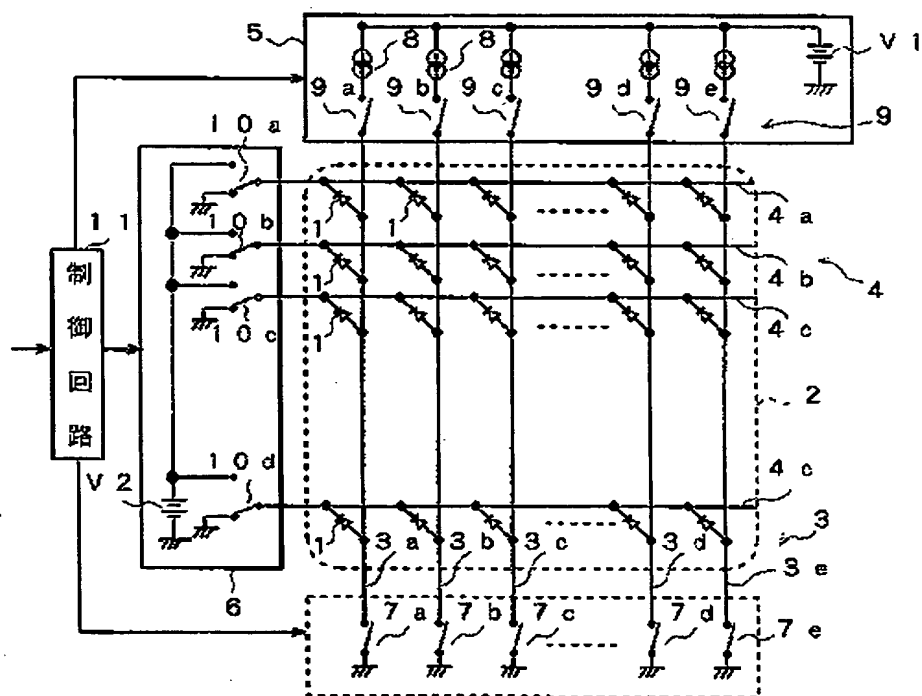 5
8
8
V 1
9 a
9 b
9 c
9 d
9 e
9
1 0 a
1 1
1 0 b
1 0 c
制御回路
1
1
1
1
4 a
4 b
4
4 c
2
V 2
1 0 d
4 c
1
3 a
3 b
3 c
3 d
3
3 e
6
7 a
7 b
7 c
7 d
7 e